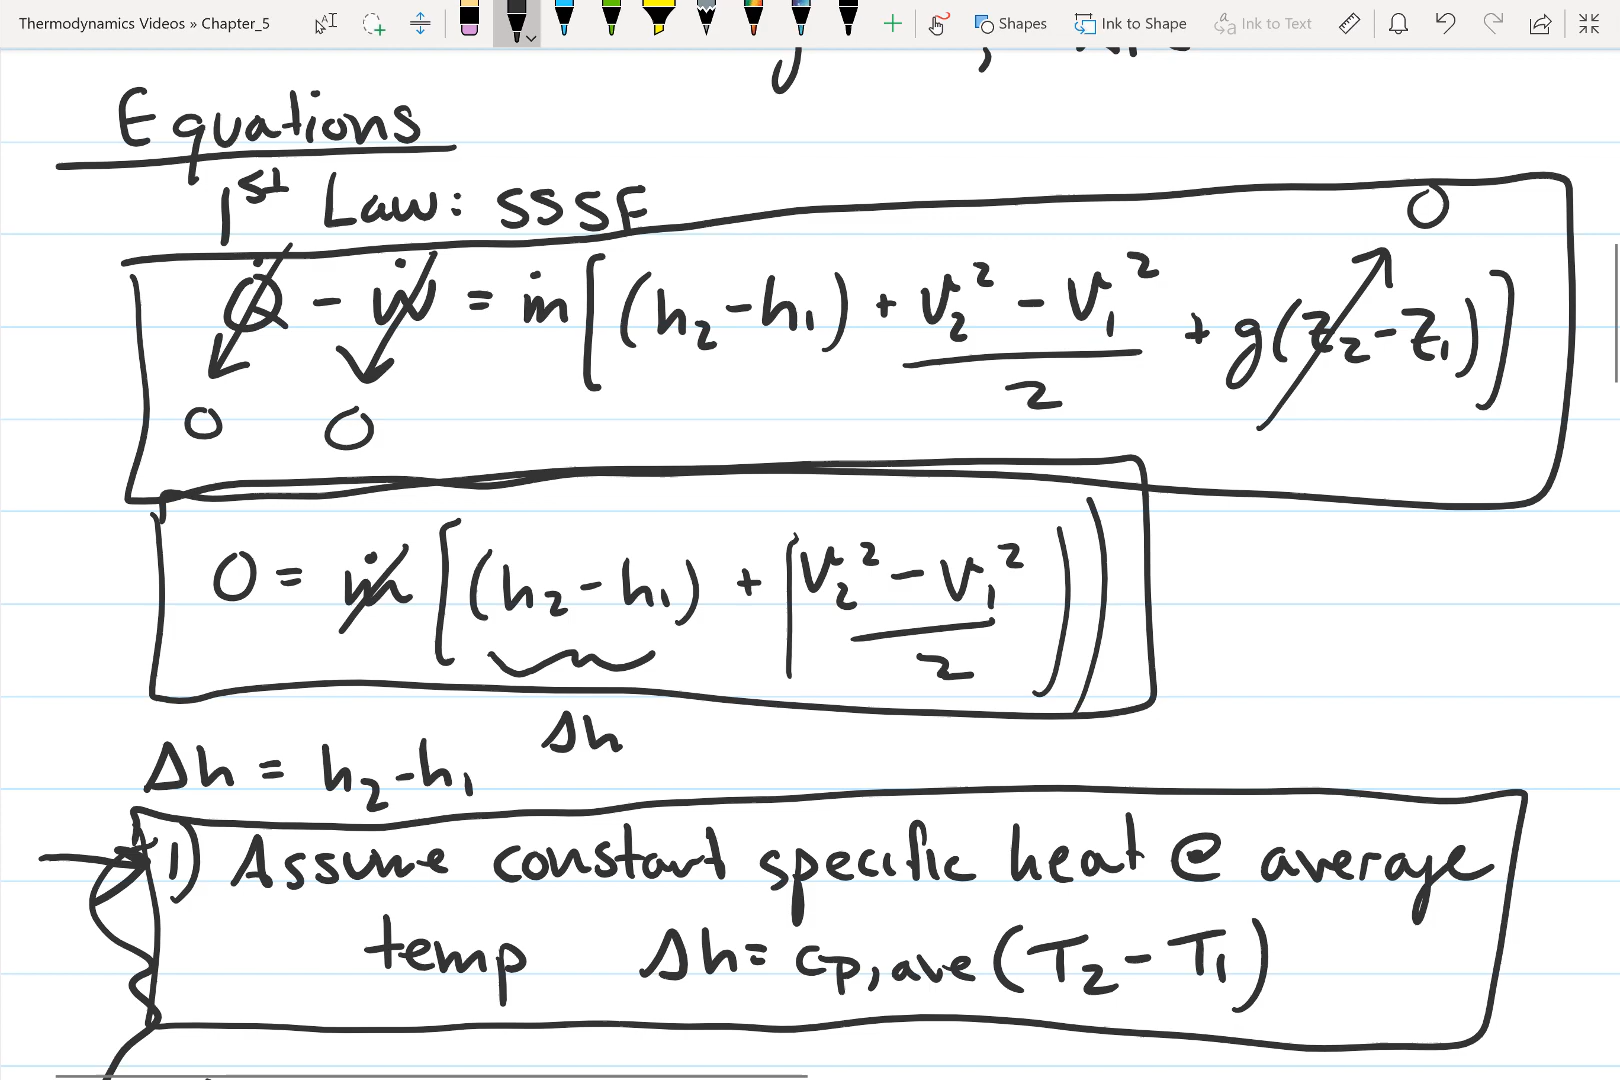 Thermodynamics Videos » Chapter_5
Shapes
Ink to Shape
Ink to Text
Equations
1st Law: SSSF
0
Q̇ - Ẇ = ṁ[(h₂-h₁) + (V₂² - V₁²)/2 + g(Z₂-Z₁)]
0 0
0 = ṁ[(h₂-h₁) + (V₂² - V₁²)/2)]
Δh
Δh = h₂-h₁
1) Assume constant specific heat @ average
temp Δh = cp,ave (T₂-T₁)